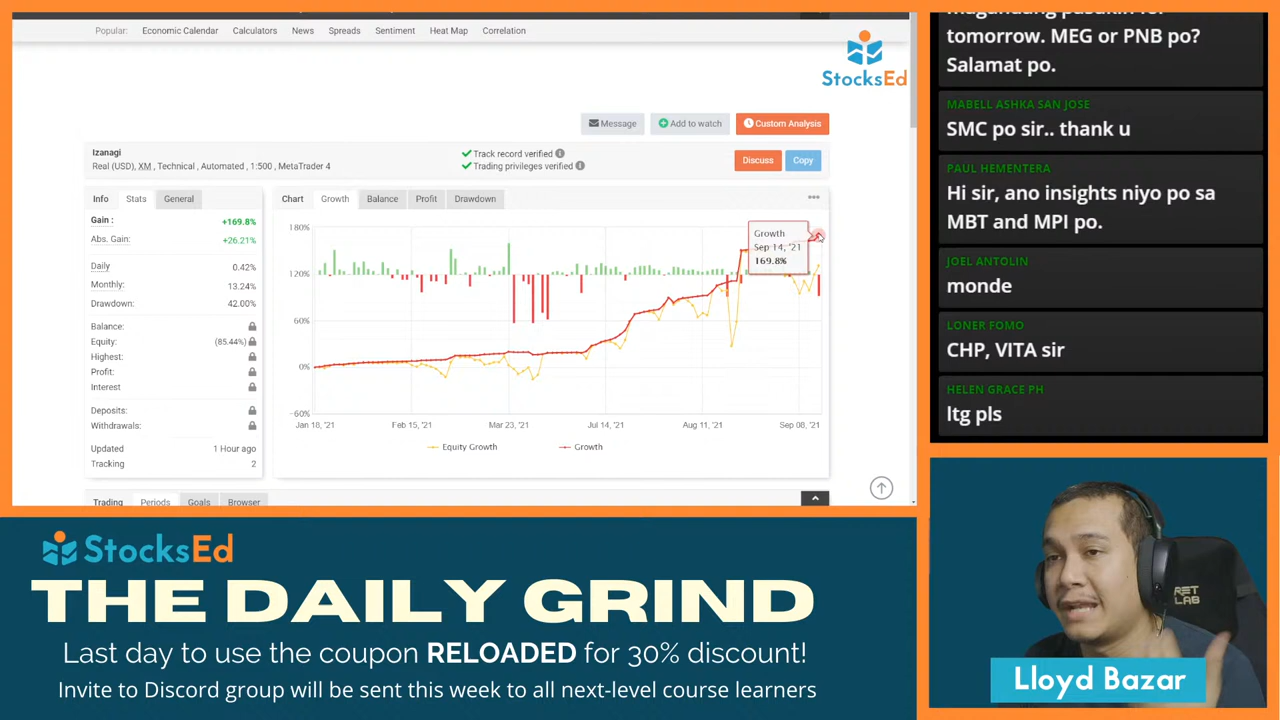 Popular: Economic Calendar Calculators News Spreads Sentiment Heat Map Correlation
StocksEd
Message Add to watch Custom Analysis
Izanagi
Real (USD), XM , Technical , Automated , 1:500 , MetaTrader 4
Track record verified
Trading privileges verified
Discuss Copy
Info Stats General
Gain : +169.8%
Abs. Gain: +26.21%
Daily 0.42%
Monthly: 13.24%
Drawdown: 42.00%
Balance:
Equity: (85.44%)
Highest:
Profit:
Interest
Deposits:
Withdrawals:
Updated 1 Hour ago
Tracking 2
Chart Growth Balance Profit Drawdown
180%
120%
60%
0%
-60%
Growth
Sep 14, '21
169.8%
Jan 18, '21 Feb 15, '21 Mar 23, '21 Jul 14, '21 Aug 11, '21 Sep 08, '21
Equity Growth Growth
Trading Periods Goals Browser
tomorrow. MEG or PNB po?
Salamat po.
MABELL ASHKA SAN JOSE
SMC po sir.. thank u
PAUL HEMENTERA
Hi sir, ano insights niyo po sa
MBT and MPI po.
JOEL ANTOLIN
monde
LONER FOMO
CHP, VITA sir
HELEN GRACE PH
ltg pls
StocksEd
THE DAILY GRIND
Last day to use the coupon RELOADED for 30% discount!
Invite to Discord group will be sent this week to all next-level course learners
RET
LAB
Lloyd Bazar